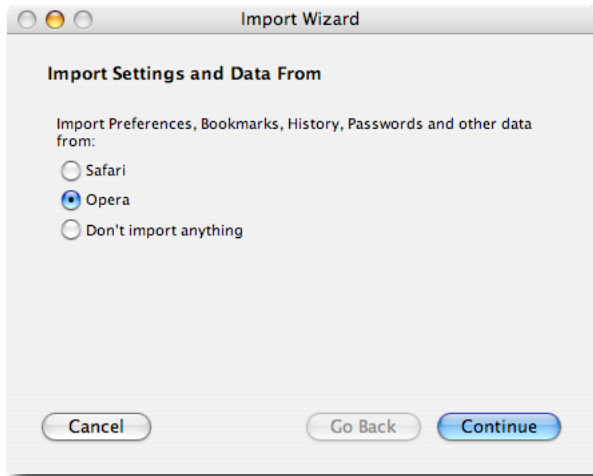 Import Wizard
Import Settings and Data From
Import Preferences, Bookmarks, History, Passwords and other data
from:
Safari
Opera
Don't import anything
Cancel
Go Back
Continue